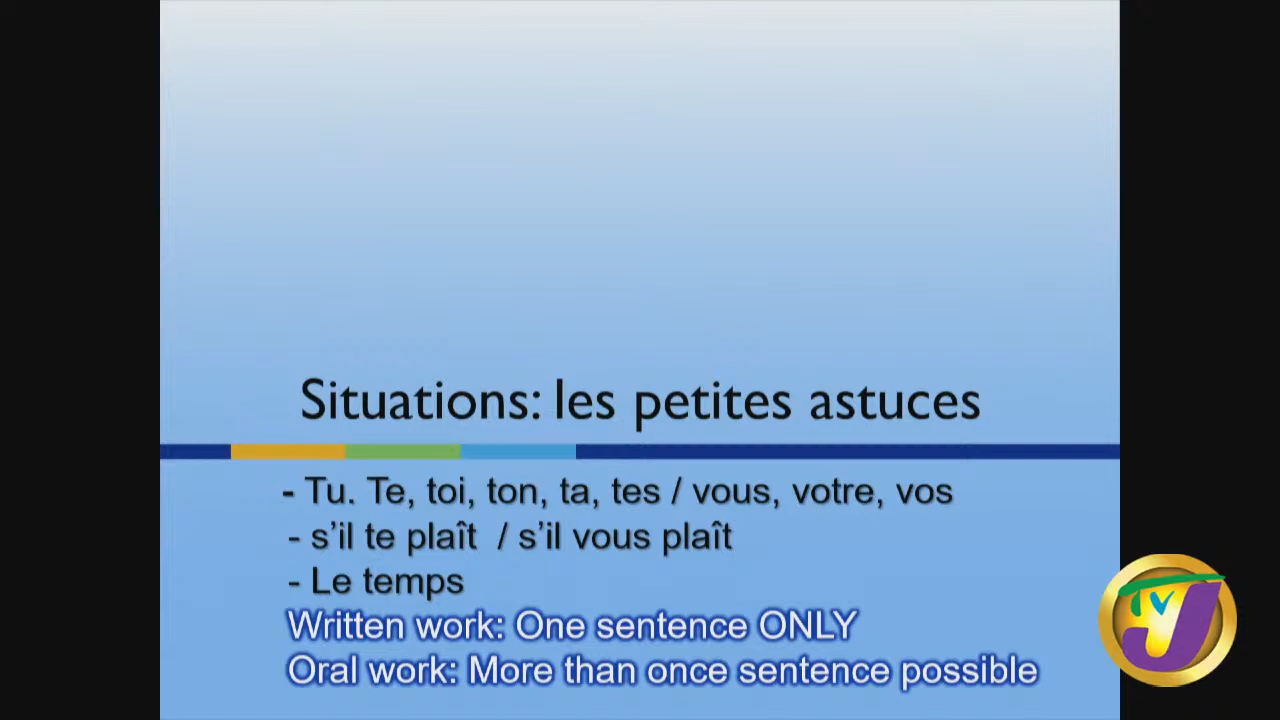 Situations: les petites astuces
- Tu. Te, toi, ton, ta, tes / vous, votre, vos
- s’il te plaît / s’il vous plaît
- Le temps
Written work: One sentence ONLY
Oral work: More than once sentence possible
TVJ